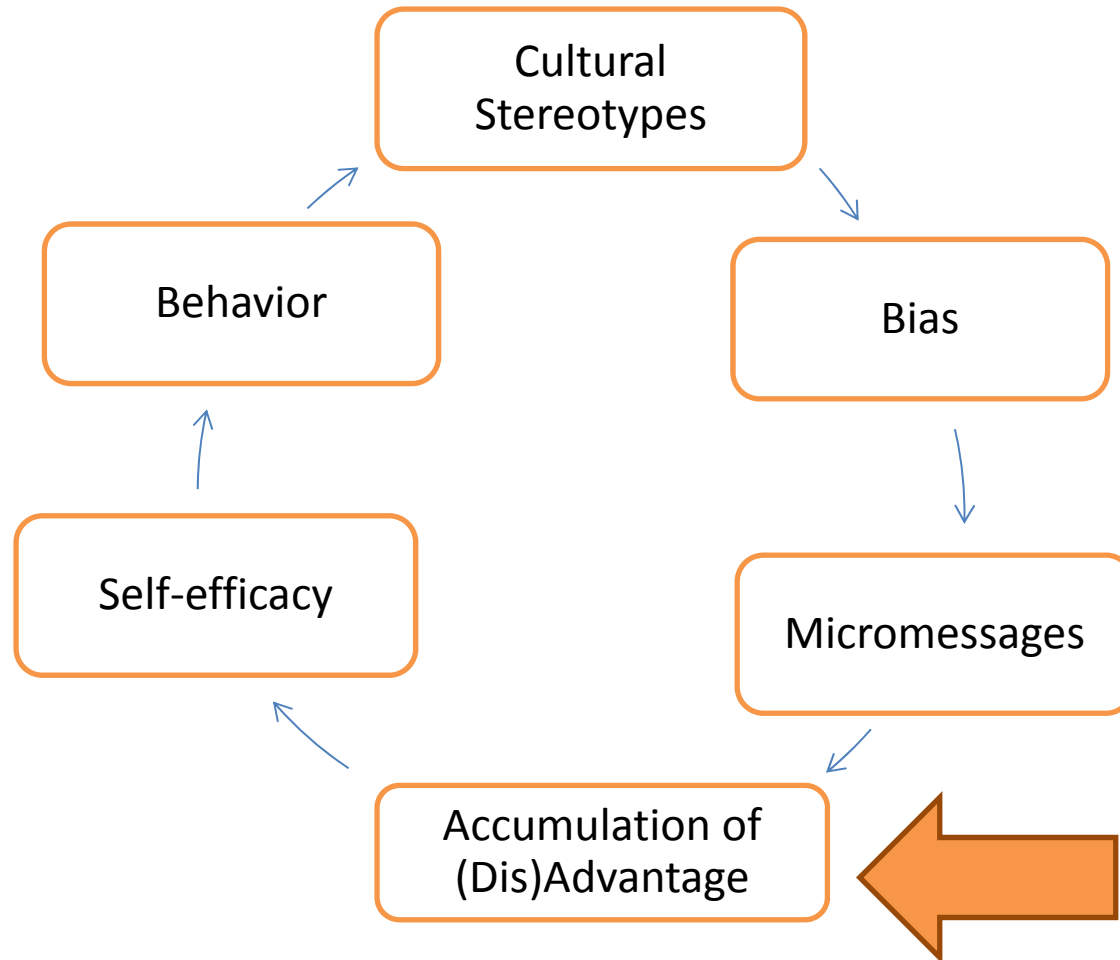 Cultural
Stereotypes
Bias
Micromessages
Accumulation of
(Dis)Advantage
Self-efficacy
Behavior